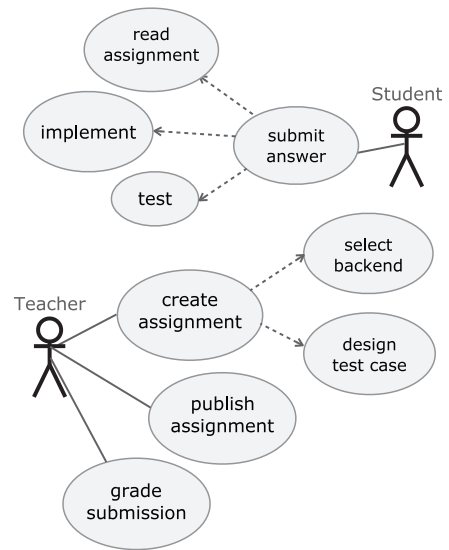 read
assignment
Student
implement
submit
answer
test
select
backend
Teacher
create
assignment
design
test case
publish
assignment
grade
submission